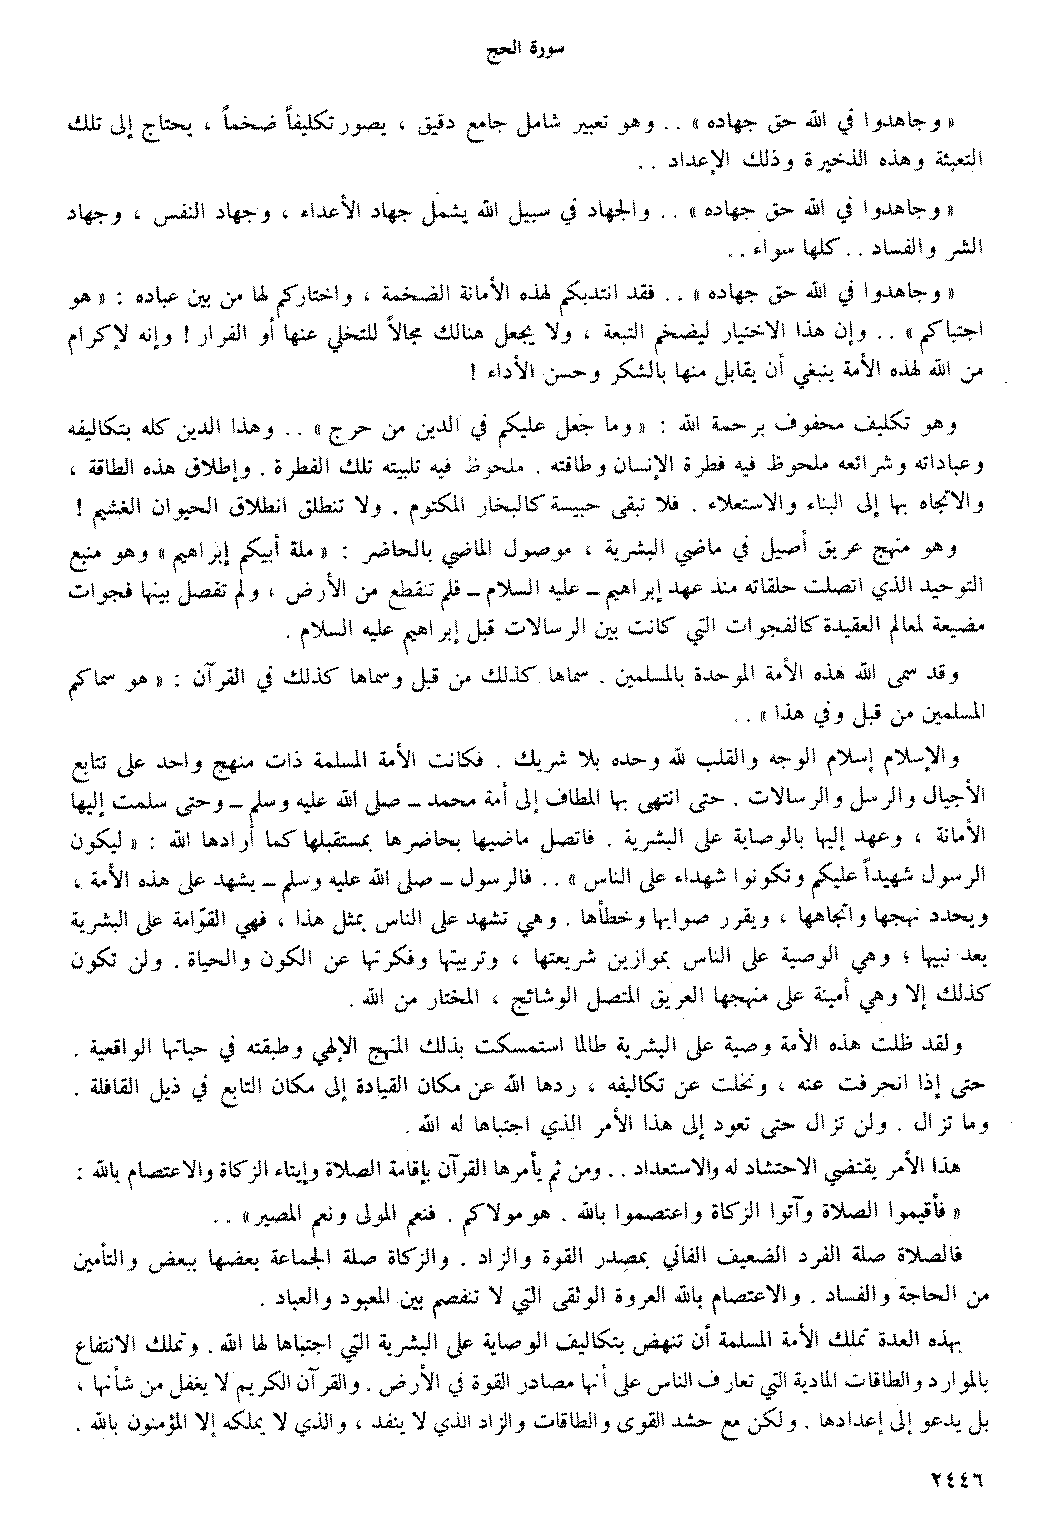 سورة الحج
« وجاهدوا في الله حق جهاده » .. وهو تعبير شامل جامع دقيق ، يصور تكليفاً ضخماً ، يحتاج إلى تلك
التعبئة وهذه الذخيرة وذلك الإعداد ..
« وجاهدوا في الله حق جهاده » .. والجهاد في سبيل الله يشمل جهاد الأعداء ، وجهاد النفس ، وجهاد
الشر والفساد .. كلها سواء ..
« وجاهدوا في الله حق جهاده » .. فقد انتدبكم لهذه الأمانة الضخمة ، واختاركم لها من بين عباده : « هو
اجتباكم » .. وإن هذا الاختيار ليضخم التبعة ، ولا يجعل هنالك مجالاً للتخلي عنها أو الفرار ! وإنه لإكرام
من الله لهذه الأمة ينبغي أن يقابل منها بالشكر وحسن الأداء !
وهو تكليف محفوف برحمة الله : « وما جعل عليكم في الدين من حرج » .. وهذا الدين كله بتكاليفه
وعباداته وشرائعه ملحوظ فيه فطرة الإنسان وطاقته . ملحوظ فيه تلبيته تلك الفطرة . وإطلاق هذه الطاقة ،
والاتجاه بها إلى البناء والاستعلاء . فلا تبقى حبيسة كالبخار المكتوم . ولا تنطلق انطلاق الحيوان الغشيم !
وهو منهج عريق أصيل في ماضي البشرية ، موصول الماضي بالحاضر : « ملة أبيكم إبراهيم » وهو منبع
التوحيد الذي اتصلت حلقاته منذ عهد إبراهيم – عليه السلام – فلم تنقطع من الأرض ، ولم تفصل بينها فجوات
مضيعة لمعالم العقيدة كالفجوات التي كانت بين الرسالات قبل إبراهيم عليه السلام .
وقد سمى الله هذه الأمة الموحدة بالمسلمين . سماها كذلك من قبل وسماها كذلك في القرآن : « هو سماكم
المسلمين من قبل وفي هذا » ..
والإسلام إسلام الوجه والقلب لله وحده بلا شريك . فكانت الأمة المسلمة ذات منهج واحد على تتابع
الأجيال والرسل والرسالات . حتى انتهى بها المطاف إلى أمة محمد – صلى الله عليه وسلم – وحتى سلمت إليها
الأمانة ، وعهد إليها بالوصاية على البشرية . فاتصل ماضيها بحاضرها بمستقبلها كما أرادها الله : « ليكون
الرسول شهيداً عليكم وتكونوا شهداء على الناس » .. فالرسول – صلى الله عليه وسلم – يشهد على هذه الأمة ،
ويحدد نهجها واتجاهها ، ويقرر صوابها وخطأها . وهي تشهد على الناس بمثل هذا ، فهي القوّامة على البشرية
بعد نبيها ؛ وهي الوصية على الناس بموازين شريعتها ، وتربيتها وفكرتها عن الكون والحياة . ولن تكون
كذلك إلا وهي أمينة على منهجها العريق المتصل الوشائج ، المختار من الله .
ولقد ظلت هذه الأمة وصية على البشرية طالما استمسكت بذلك المنهج الإلهي وطبقته في حياتها الواقعية .
حتى إذا انحرفت عنه ، وتخلت عن تكاليفه ، ردها الله عن مكان القيادة إلى مكان التابع في ذيل القافلة .
وما تزال . ولن تزال حتى تعود إلى هذا الأمر الذي اجتباها له الله .
هذا الأمر يقتضي الاحتشاد له والاستعداد .. ومن ثم يأمرها القرآن بإقامة الصلاة وإيتاء الزكاة والاعتصام بالله :
« فأقيموا الصلاة وآتوا الزكاة واعتصموا بالله . هو مولاكم . فنعم المولى ونعم المصير » ..
فالصلاة صلة الفرد الضعيف الفاني بمصدر القوة والزاد . والزكاة صلة الجماعة بعضها ببعض والتأمين
من الحاجة والفساد . والاعتصام بالله العروة الوثقى التي لا تنفصم بين المعبود والعباد .
بهذه العدة تملك الأمة المسلمة أن تنهض بتكاليف الوصاية على البشرية التي اجتباها لها الله . وتملك الانتفاع
بالموارد والطاقات المادية التي تعارف الناس على أنها مصادر القوة في الأرض . والقرآن الكريم لا يغفل من شأنها ،
بل يدعو إلى إعدادها . ولكن مع حشد القوى والطاقات والزاد الذي لا ينفد ، والذي لا يملكه إلا المؤمنون بالله .
٢٤٤٦